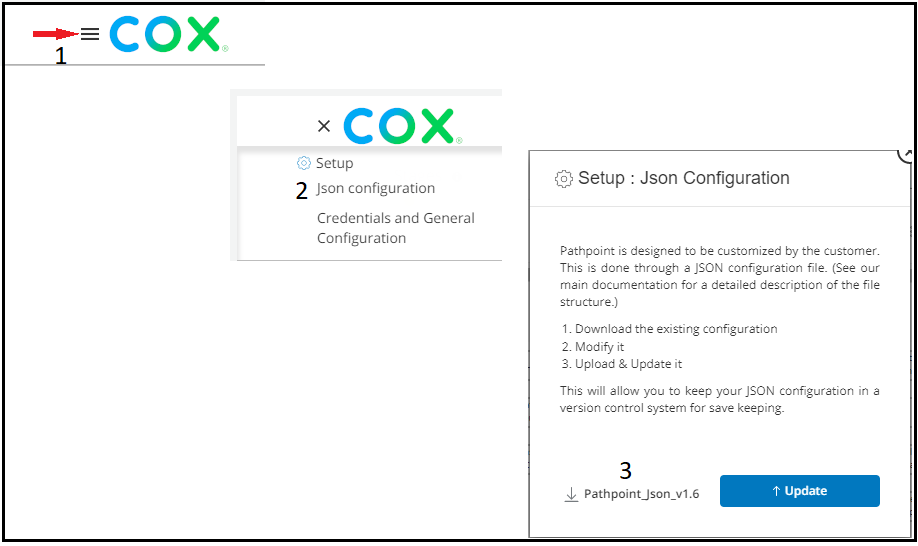 COX®
1
COX®
Setup
2 Json configuration
Credentials and General
Configuration
Setup : Json Configuration
Pathpoint is designed to be customized by the customer.
This is done through a JSON configuration file. (See our
main documentation for a detailed description of the file
structure.)
1. Download the existing configuration
2. Modify it
3. Upload & Update it
This will allow you to keep your JSON configuration in a
version control system for save keeping.
3
Pathpoint_Json_v1.6
Update